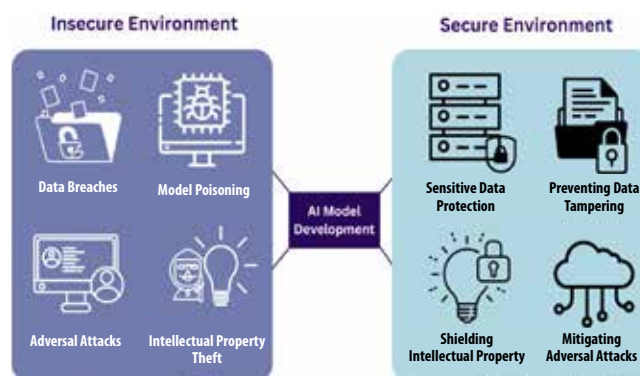 Insecure Environment
Secure Environment
Data Breaches
Model Poisoning
Adversal Attacks
Intellectual Property
Theft
AI Model
Development
Sensitive Data
Protection
Preventing Data
Tampering
Shielding
Intellectual Property
Mitigating
Adversal Attacks